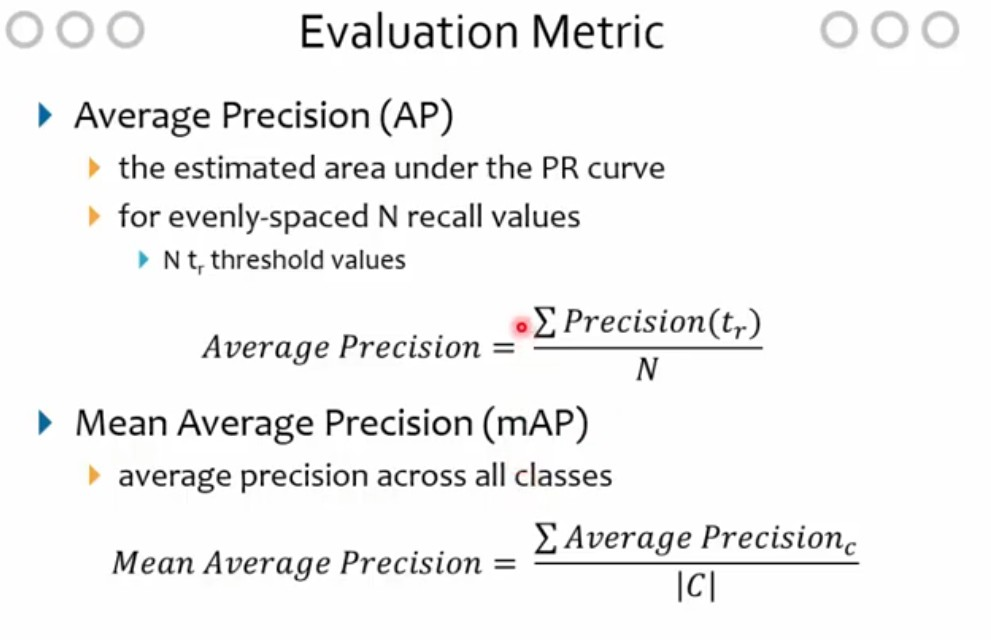 Evaluation Metric
Average Precision (AP)
the estimated area under the PR curve
for evenly-spaced N recall values
N tᵣ threshold values
Average Precision = ∑ Precision(tᵣ) / N
Mean Average Precision (mAP)
average precision across all classes
Mean Average Precision = ∑ Average Precision_c / |C|